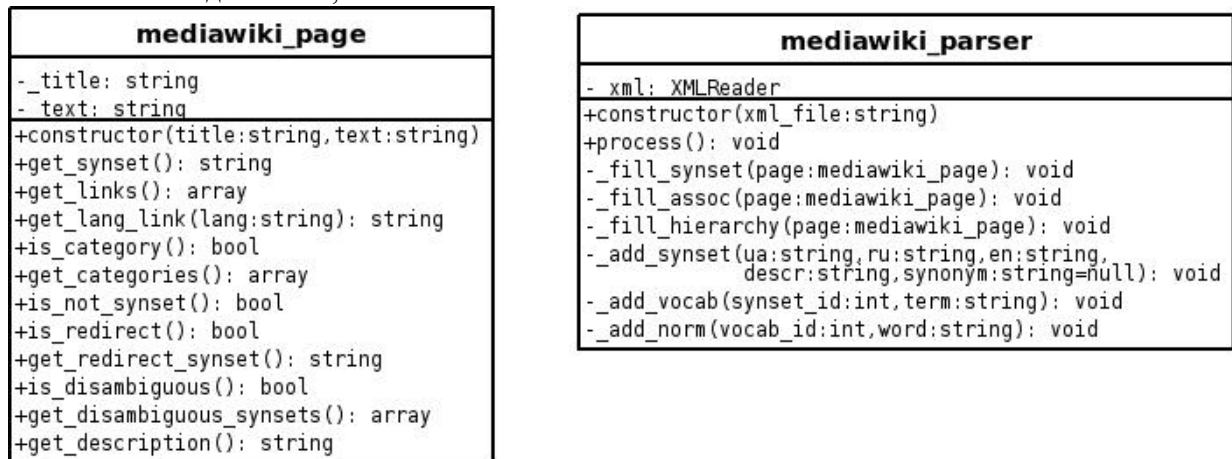 mediawiki_page
-_title: string
-_text: string
+constructor(title:string,text:string)
+get_synset(): string
+get_links(): array
+get_lang_link(lang:string): string
+is_category(): bool
+get_categories(): array
+is_not_synset(): bool
+is_redirect(): bool
+get_redirect_synset(): string
+is_disambiguous(): bool
+get_disambiguous_synsets(): array
+get_description(): string
mediawiki_parser
-_xml: XMLReader
+constructor(xml_file:string)
+process(): void
-_fill_synset(page:mediawiki_page): void
-_fill_assoc(page:mediawiki_page): void
-_fill_hierarchy(page:mediawiki_page): void
-_add_synset(ua:string,ru:string,en:string,
descr:string,synonym:string=null): void
-_add_vocab(synset_id:int,term:string): void
-_add_norm(vocab_id:int,word:string): void